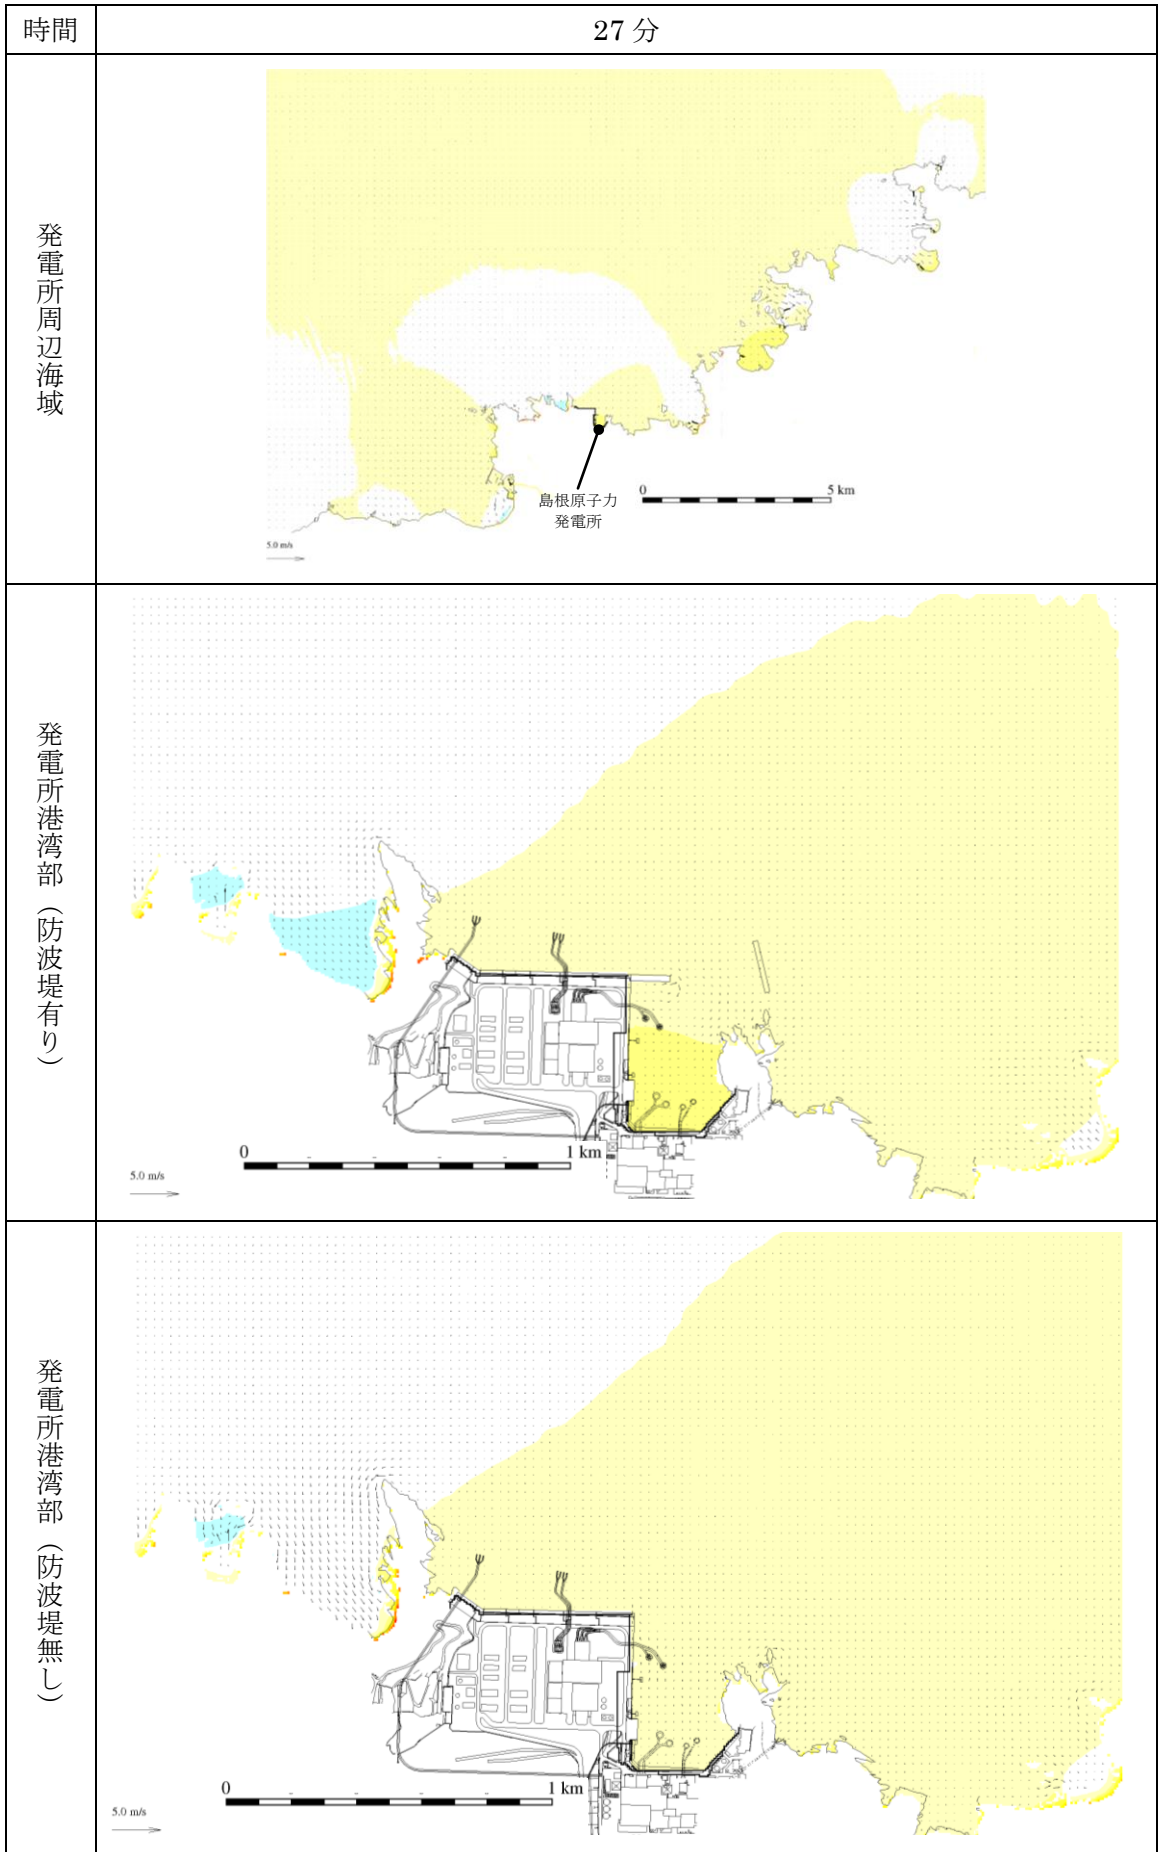 時間
27 分
発電所周辺海域
島根原子力
発電所
0 5 km
5.0 m/s
発電所港湾部（防波堤有り）
0 1 km
5.0 m/s
発電所港湾部（防波堤無し）
0 1 km
5.0 m/s